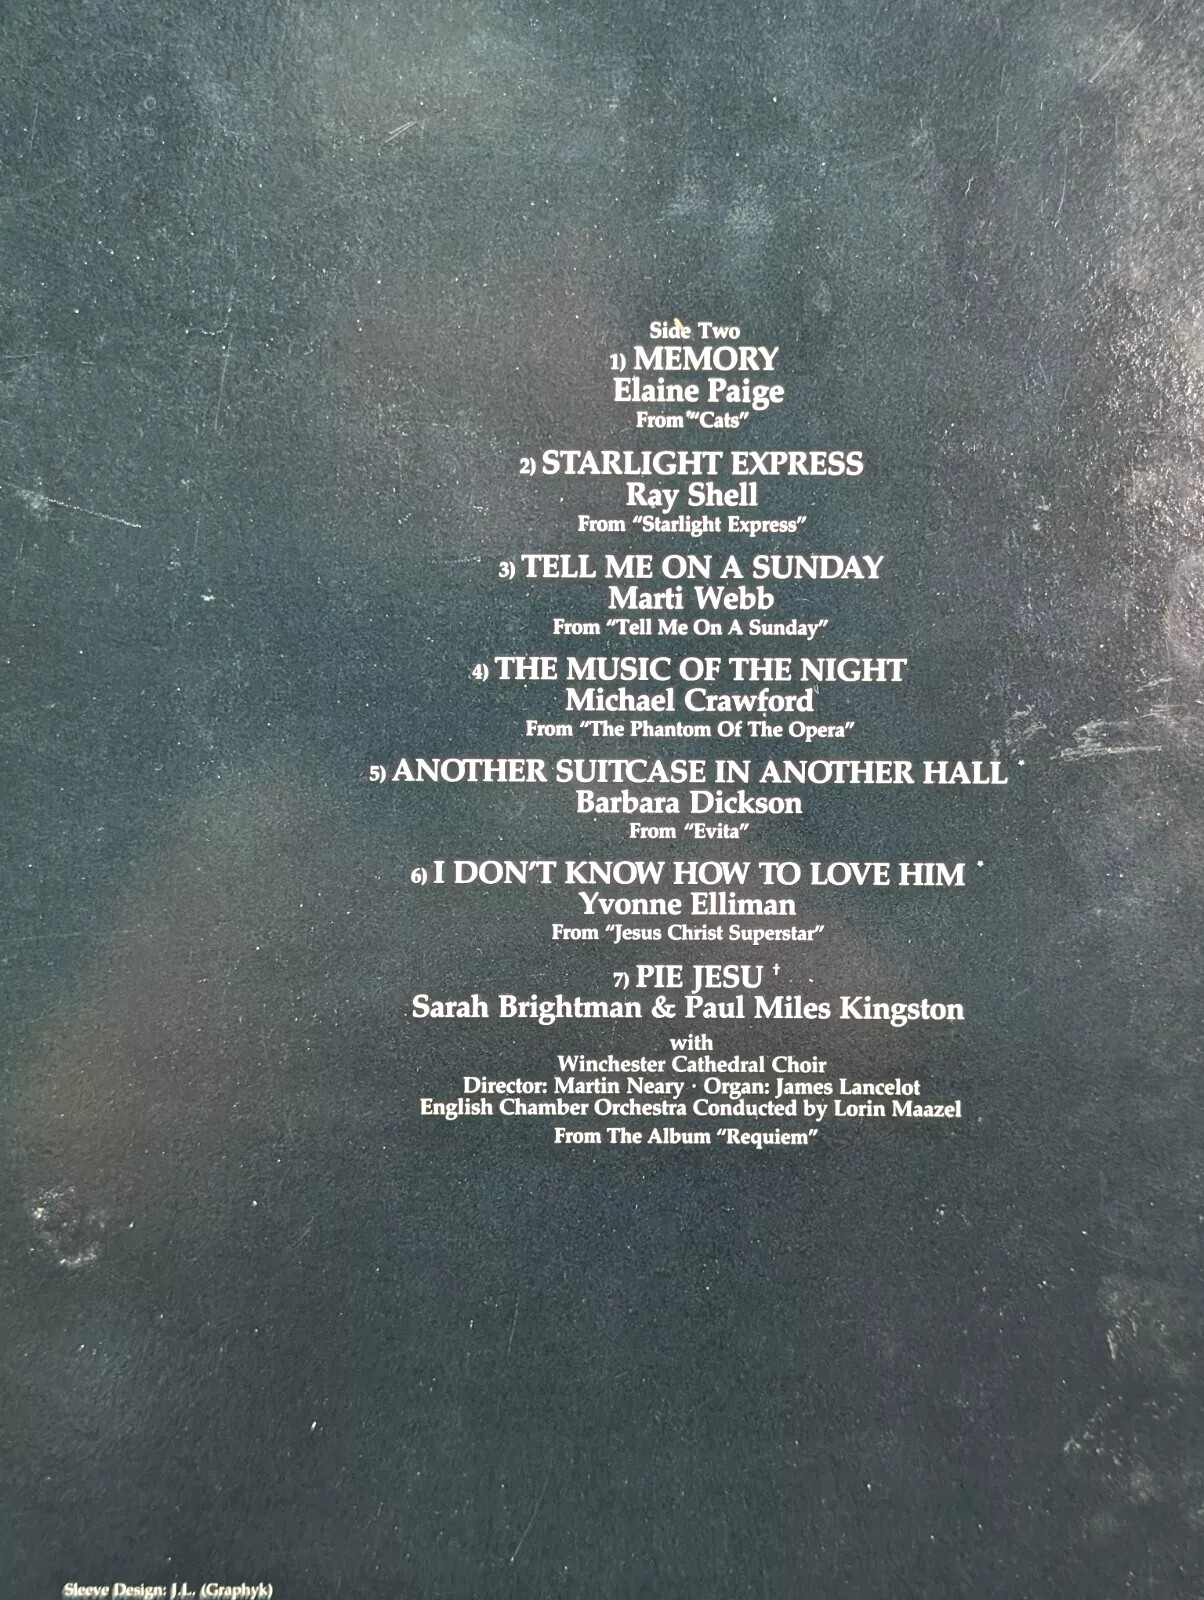 Side Two
1) MEMORY
Elaine Paige
From "Cats"
2) STARLIGHT EXPRESS
Ray Shell
From "Starlight Express"
3) TELL ME ON A SUNDAY
Marti Webb
From "Tell Me On A Sunday"
4) THE MUSIC OF THE NIGHT
Michael Crawford
From "The Phantom Of The Opera"
5) ANOTHER SUITCASE IN ANOTHER HALL *
Barbara Dickson
From "Evita"
6) I DON'T KNOW HOW TO LOVE HIM *
Yvonne Elliman
From "Jesus Christ Superstar"
7) PIE JESU †
Sarah Brightman & Paul Miles Kingston
with
Winchester Cathedral Choir
Director: Martin Neary · Organ: James Lancelot
English Chamber Orchestra Conducted by Lorin Maazel
From The Album "Requiem"
Sleeve Design: J.L. (Graphyk)